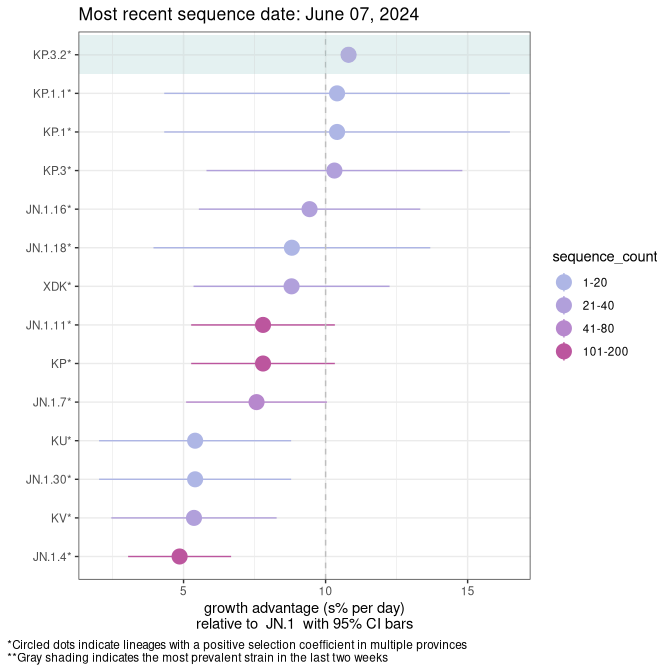 Most recent sequence date: June 07, 2024
KP.3.2*
KP.1.1*
KP.1*
KP.3*
JN.1.16*
JN.1.18*
XDK*
JN.1.11*
KP*
JN.1.7*
KU*
JN.1.30*
KV*
JN.1.4*
5 10 15
growth advantage (s% per day)
relative to JN.1 with 95% CI bars
sequence_count
1-20
21-40
41-80
101-200
*Circled dots indicate lineages with a positive selection coefficient in multiple provinces
**Gray shading indicates the most prevalent strain in the last two weeks